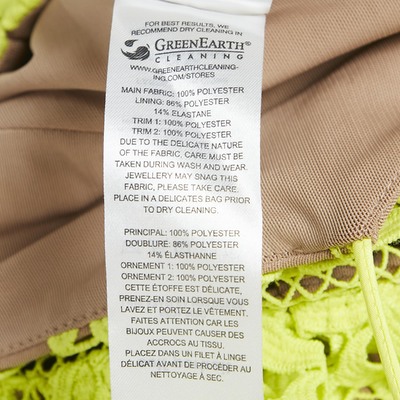 FOR BEST RESULTS, WE
RECOMMEND DRY CLEANING IN
GREENEARTH®
CLEANING
WWW.GREENEARTHCLEAN-
ING.COM/STORES
MAIN FABRIC: 100% POLYESTER
LINING: 86% POLYESTER
14% ELASTANE
TRIM 1: 100% POLYESTER
TRIM 2: 100% POLYESTER
DUE TO THE DELICATE NATURE
OF THE FABRIC, CARE MUST BE
TAKEN DURING WASH AND WEAR.
JEWELLERY MAY SNAG THIS
FABRIC, PLEASE TAKE CARE.
PLACE IN A DELICATES BAG PRIOR
TO DRY CLEANING.
PRINCIPAL: 100% POLYESTER
DOUBLURE: 86% POLYESTER
14% ÉLASTHANNE
ORNEMENT 1: 100% POLYESTER
ORNEMENT 2: 100% POLYESTER
CETTE ÉTOFFE EST DÉLICATE,
PRENEZ-EN SOIN LORSQUE VOUS
LAVEZ ET PORTEZ LE VÊTEMENT.
FAITES ATTENTION CAR LES
BIJOUX PEUVENT CAUSER DES
ACCROCS AU TISSU.
PLACEZ DANS UN FILET À LINGE
DÉLICAT AVANT DE PROCÉDER AU
NETTOYAGE À SEC.